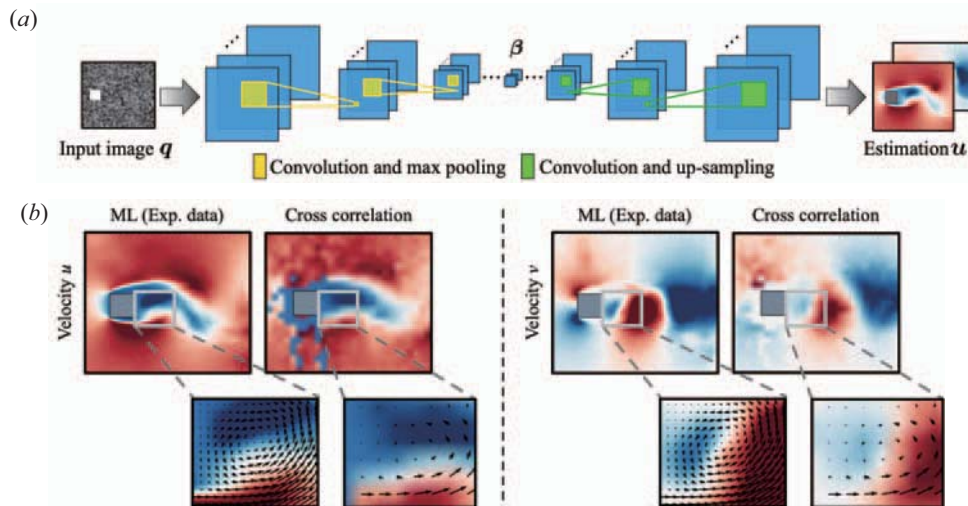 (a)
β
Input image q
Estimation u
Convolution and max pooling
Convolution and up-sampling
(b)
ML (Exp. data)
Cross correlation
ML (Exp. data)
Cross correlation
Velocity u
Velocity v